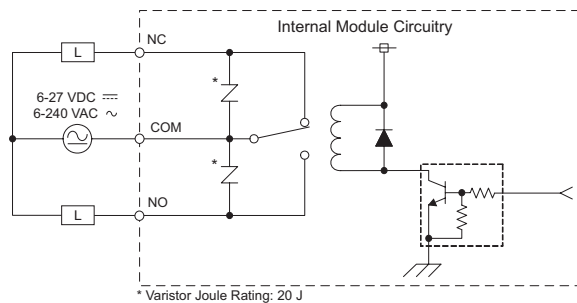 Internal Module Circuitry
L
NC
*
6-27 VDC ⎓
6-240 VAC ∿
COM
*
L
NO
* Varistor Joule Rating: 20 J